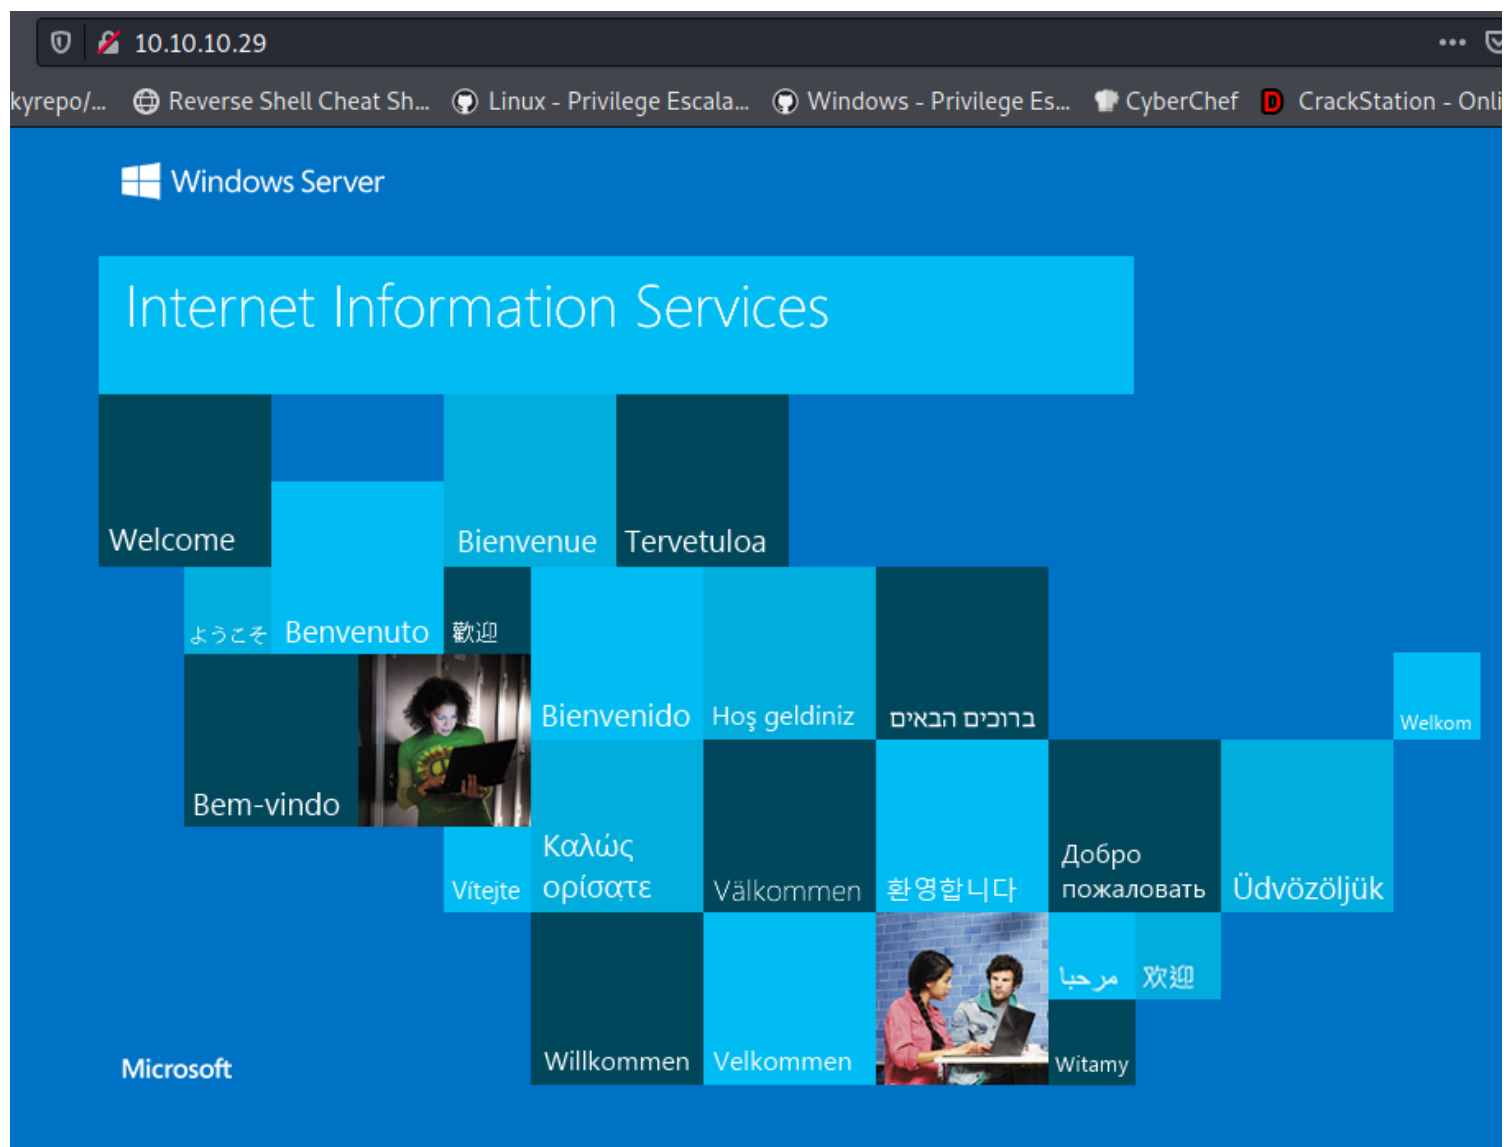 10.10.10.29
kyrepo/...
Reverse Shell Cheat Sh...
Linux - Privilege Escala...
Windows - Privilege Es...
CyberChef
D
CrackStation - Onli
Windows Server
Internet Information Services
Welcome
Bienvenue
Tervetuloa
ようこそ
Benvenuto
歡迎
Bienvenido
Hoş geldiniz
ברוכים הבאים
Welkom
Bem-vindo
Vítejte
Καλώς
ορίσατε
Välkommen
환영합니다
Добро
пожаловать
Üdvözöljük
مرحبا
欢迎
Willkommen
Velkommen
Witamy
Microsoft